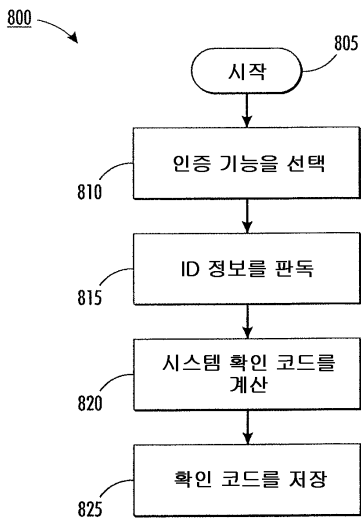 800
시작
805
인증 기능을 선택
810
ID 정보를 판독
815
시스템 확인 코드를
계산
820
확인 코드를 저장
825